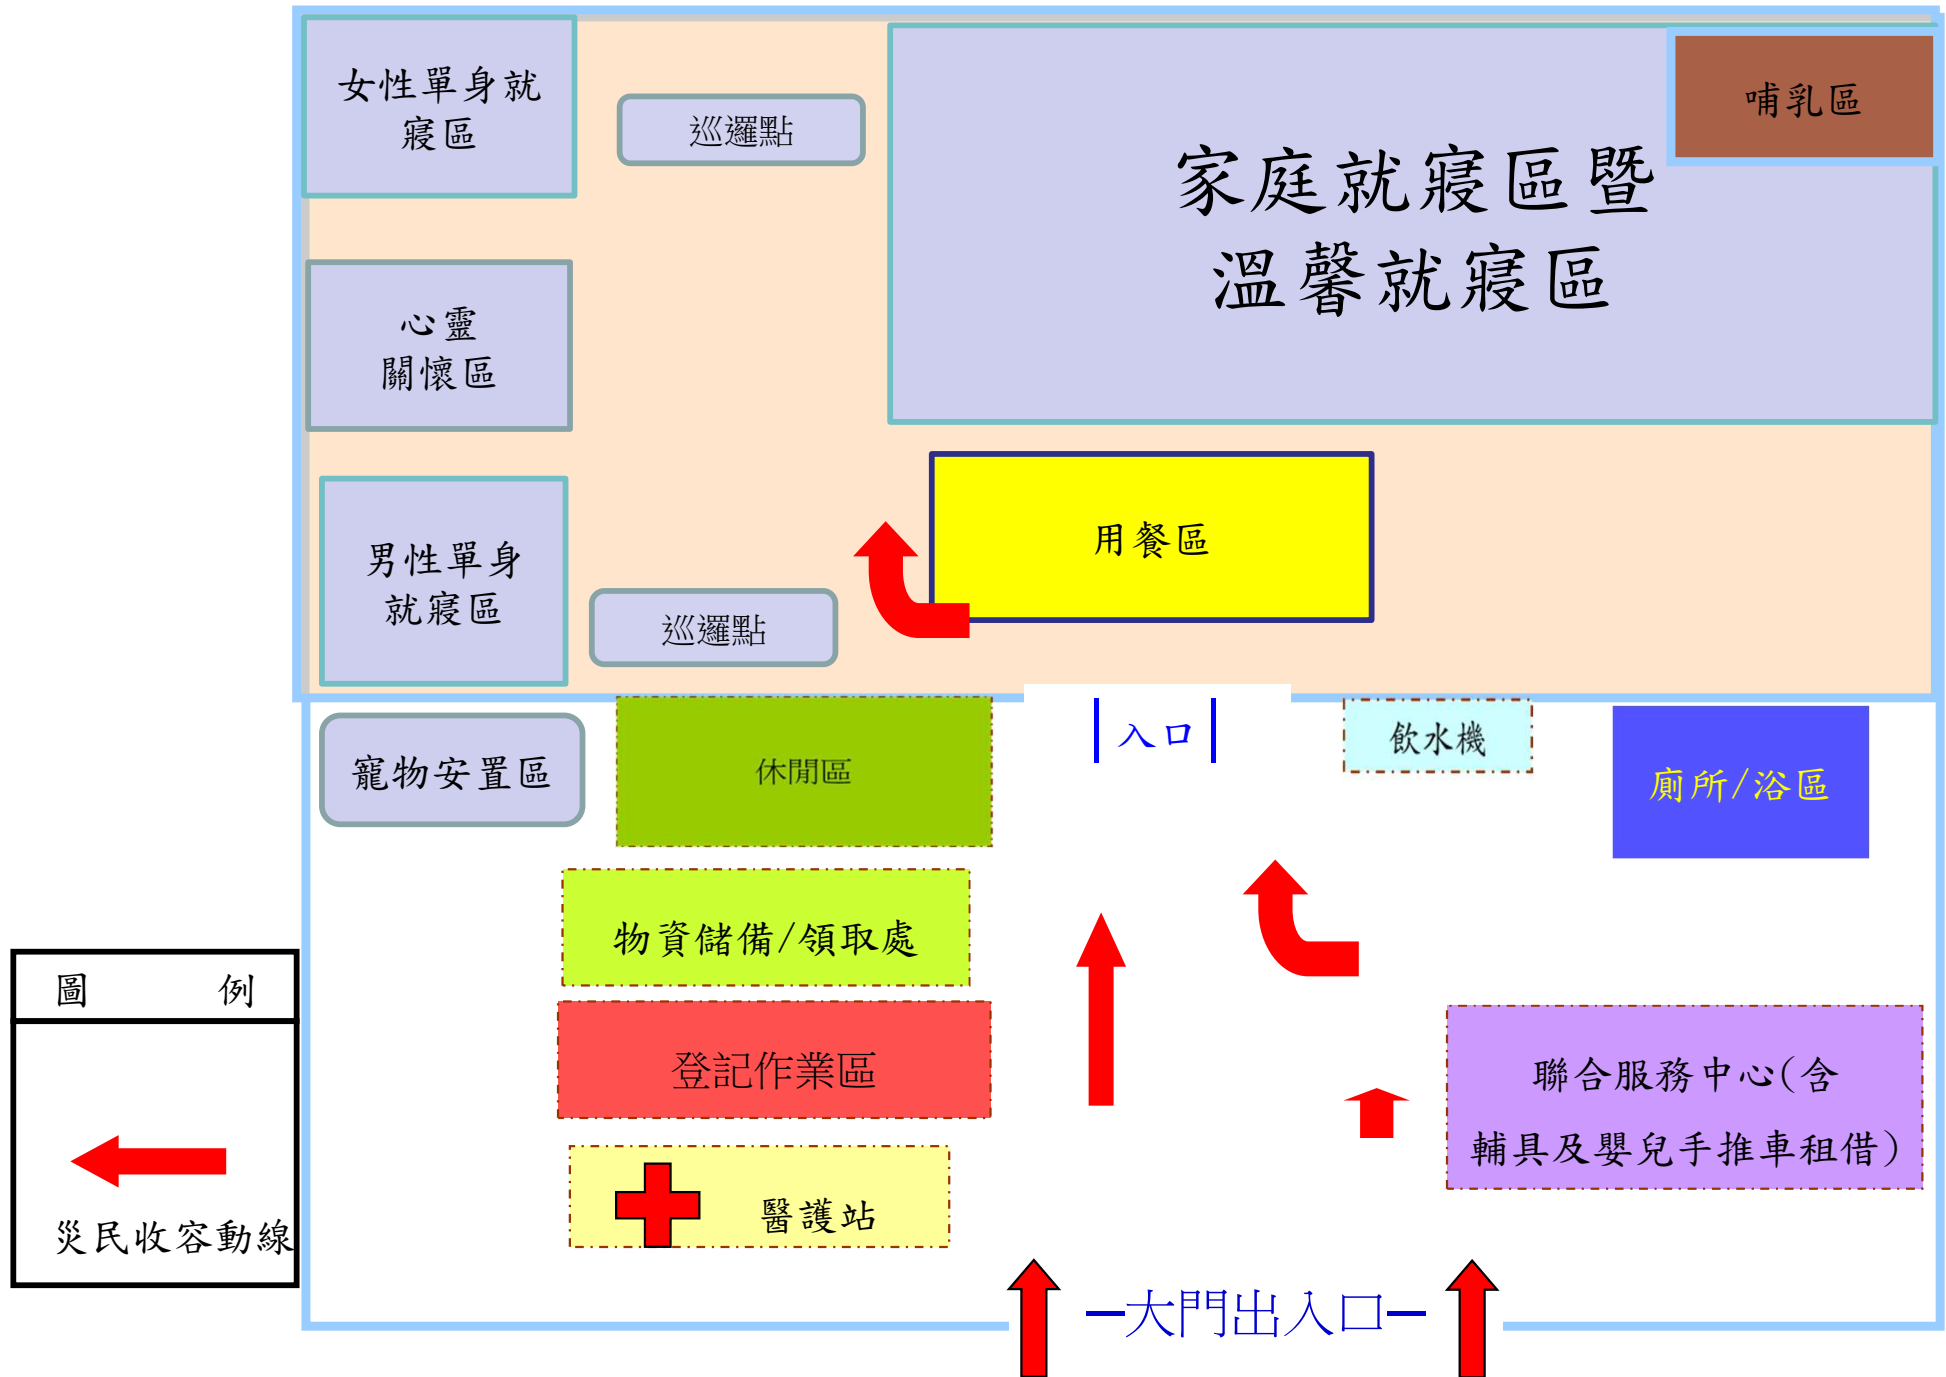 女性單身就
寢區
巡邏點
哺乳區
家庭就寢區暨
溫馨就寢區
心靈
關懷區
用餐區
男性單身
就寢區
巡邏點
入口
飲水機
寵物安置區
休閒區
廁所/浴區
物資儲備/領取處
圖 例
登記作業區
聯合服務中心(含
輔具及嬰兒手推車租借)
醫護站
災民收容動線
大門出入口